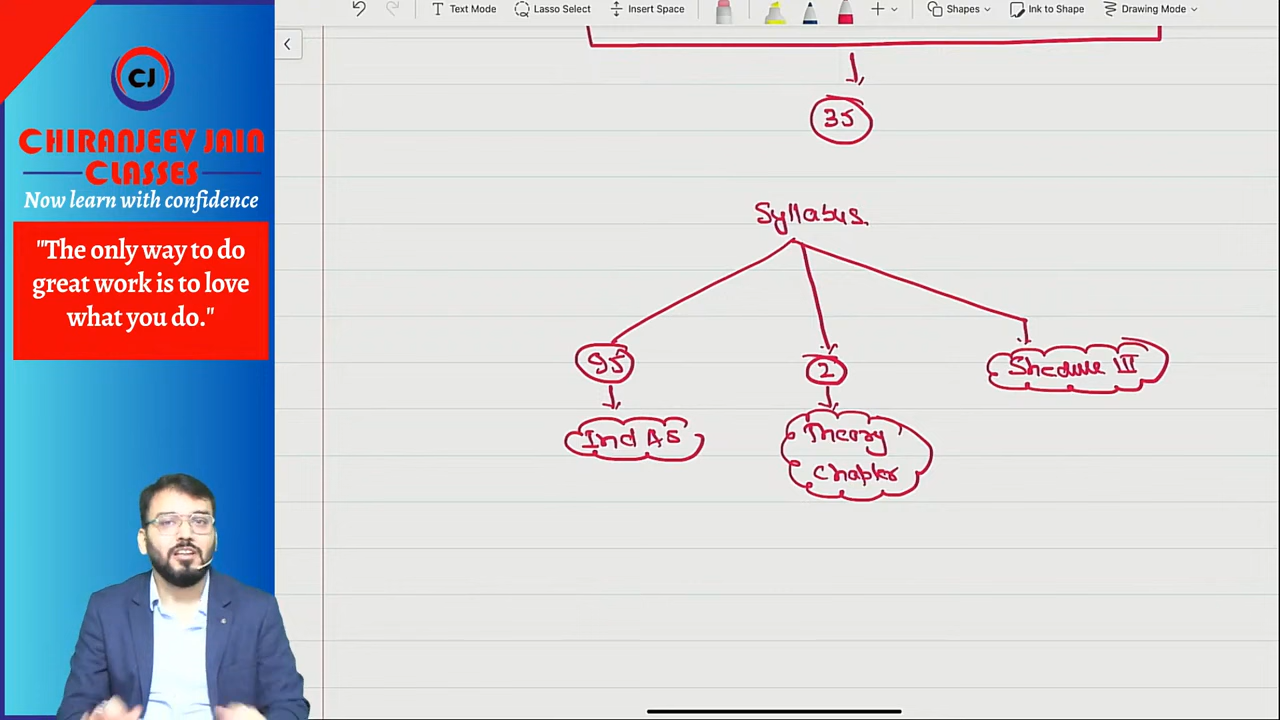 Text Mode
Lasso Select
Insert Space
Shapes
Ink to Shape
Drawing Mode
CJ
CHIRANJEEV JAIN
CLASSES
Now learn with confidence
"The only way to do
great work is to love
what you do."
35
Syllabus
35
2
Shedule III
Ind AS
Theory
Chapter